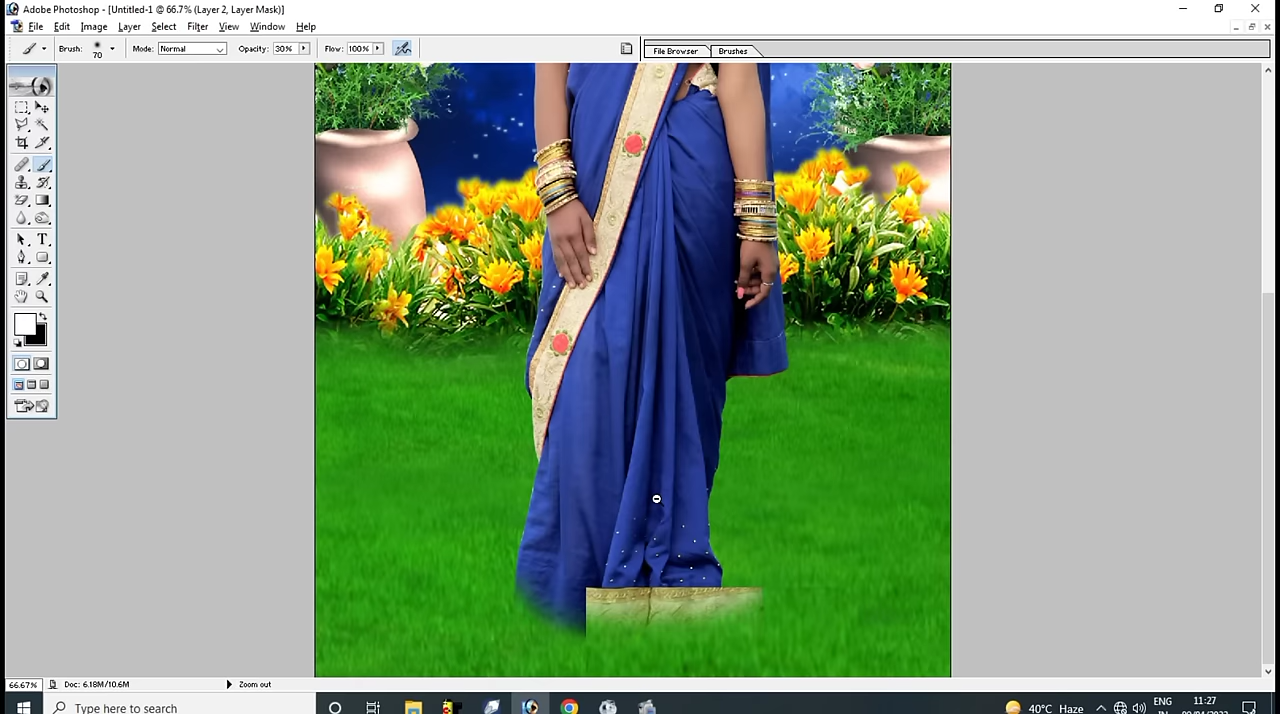 Adobe Photoshop - [Untitled-1 @ 66.7% (Layer 2, Layer Mask)]
File Edit Image Layer Select Filter View Window Help
Brush: 70 Mode: Normal Opacity: 30% Flow: 100% File Browser Brushes
T
66.67% Doc: 6.18M/10.6M Zoom out
Type here to search 40°C Haze ENG 11:27
IN